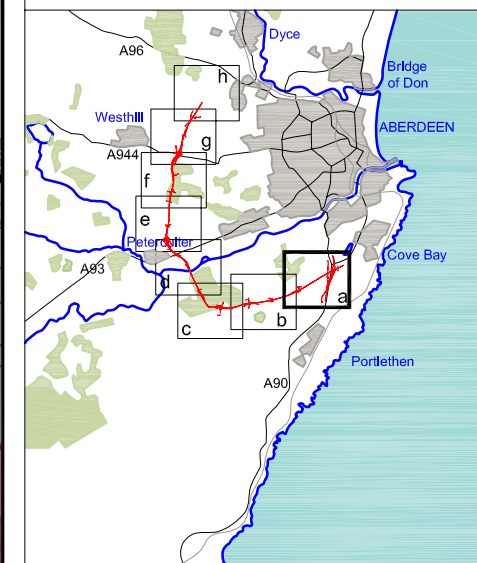 Dyce
A96
Bridge
of Don
h
Westhill
ABERDEEN
g
A944
f
e
Peterculter
Cove Bay
A93
d
a
b
c
Portlethen
A90